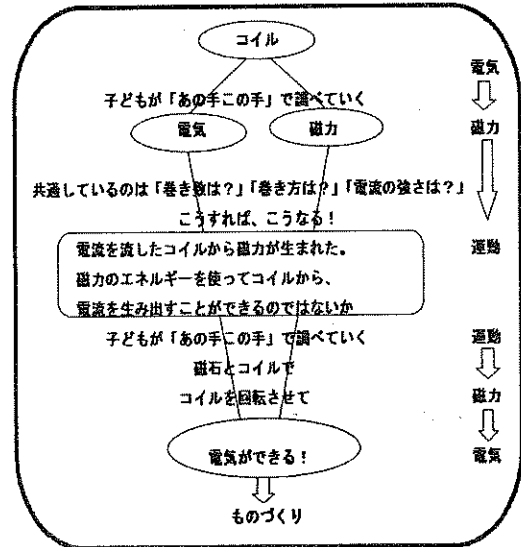 コイル
電気
子どもが「あの手この手」で調べていく
電気
磁力
磁力
共通しているのは「巻き数は?」「巻き方は?」「電流の強さは?」
こうすれば、こうなる!
電流を流したコイルから磁力が生まれた。
運動
磁力のエネルギーを使ってコイルから、
電流を生み出すことができるのではないか
子どもが「あの手この手」で調べていく
運動
磁石とコイルで
コイルを回転させて
磁力
電気ができる!
電気
ものづくり